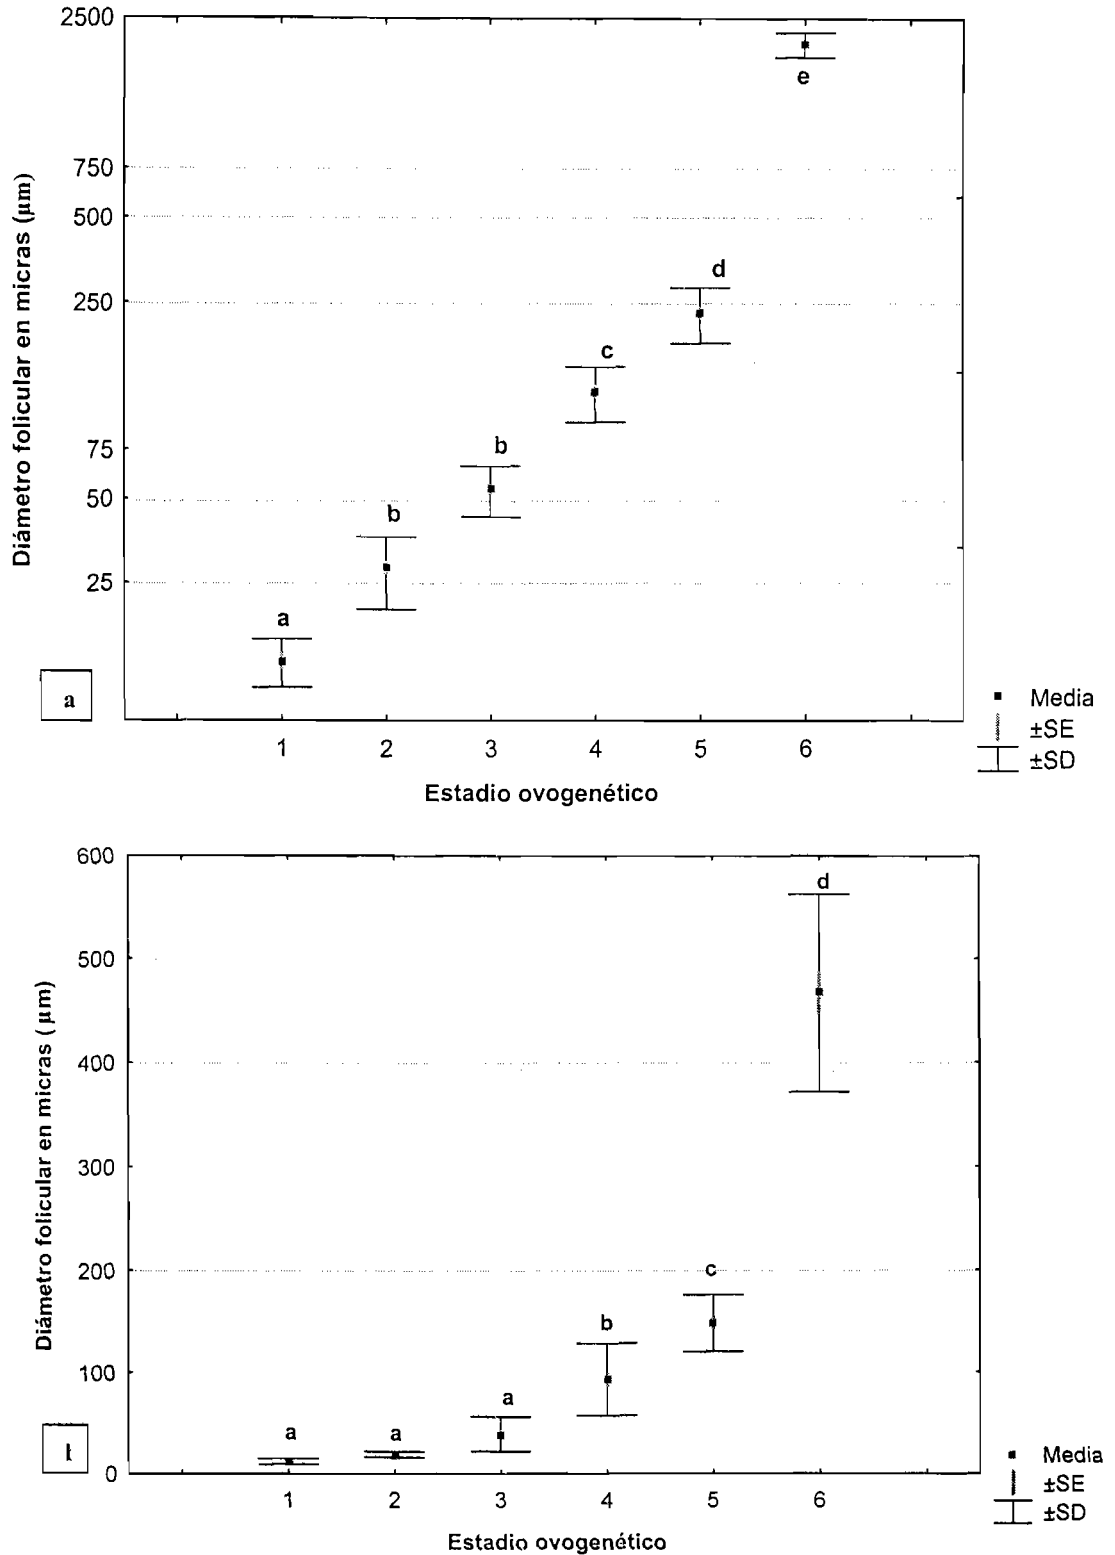 2500
750
500
250
75
50
25
Diámetro folicular en micras (µm)
e
d
c
b
b
a
a
1 2 3 4 5 6
Estadio ovogenético
Media
±SE
±SD
600
500
400
300
200
100
0
Diámetro folicular en micras ( µm)
d
c
b
a
a
a
1 2 3 4 5 6
Estadio ovogenético
Media
±SE
±SD